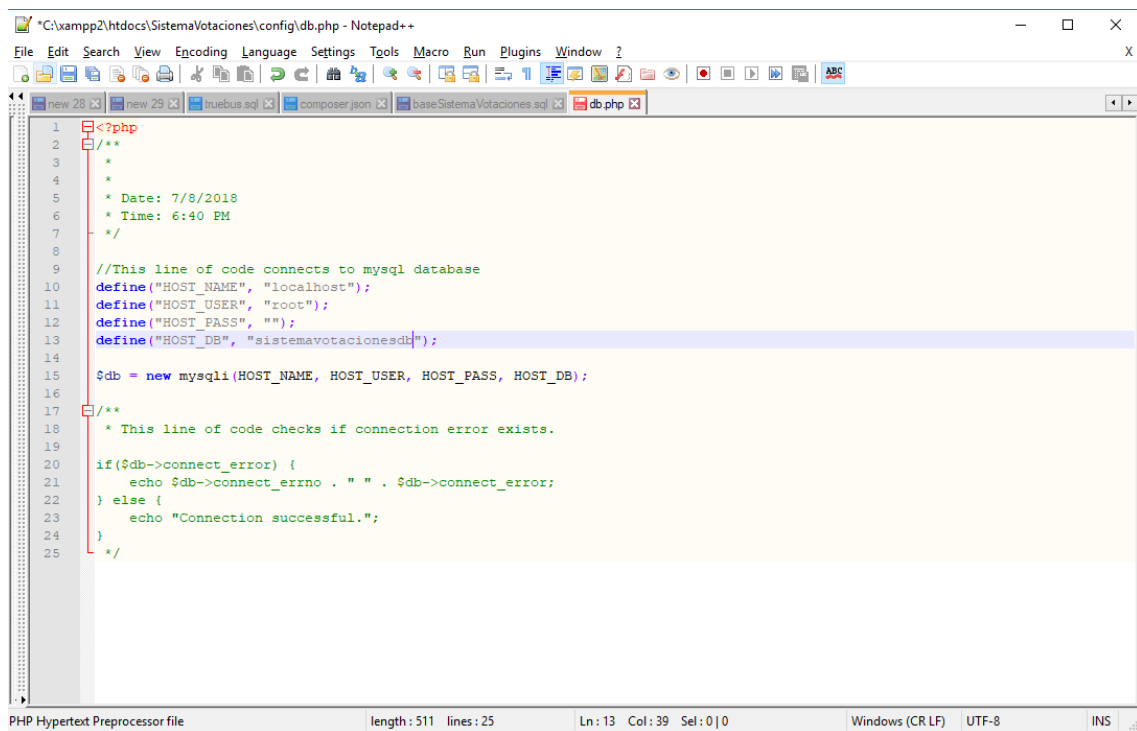 *C:\xampp2\htdocs\SistemaVotaciones\config\db.php - Notepad++
File Edit Search View Encoding Language Settings Tools Macro Run Plugins Window ? X
new 28 new 29 truebus.sql composer.json baseSistemaVotaciones.sql db.php
1 <?php
2 /**
3 *
4 *
5 * Date: 7/8/2018
6 * Time: 6:40 PM
7 */
8
9 //This line of code connects to mysql database
10 define("HOST_NAME", "localhost");
11 define("HOST_USER", "root");
12 define("HOST_PASS", "");
13 define("HOST_DB", "sistemavotacionesdb");
14
15 $db = new mysqli(HOST_NAME, HOST_USER, HOST_PASS, HOST_DB);
16
17 /**
18 * This line of code checks if connection error exists.
19
20 if($db->connect_error) {
21 echo $db->connect_errno . " " . $db->connect_error;
22 } else {
23 echo "Connection successful.";
24 }
25 */
PHP Hypertext Preprocessor file length : 511 lines : 25 Ln : 13 Col : 39 Sel : 0 | 0 Windows (CR LF) UTF-8 INS